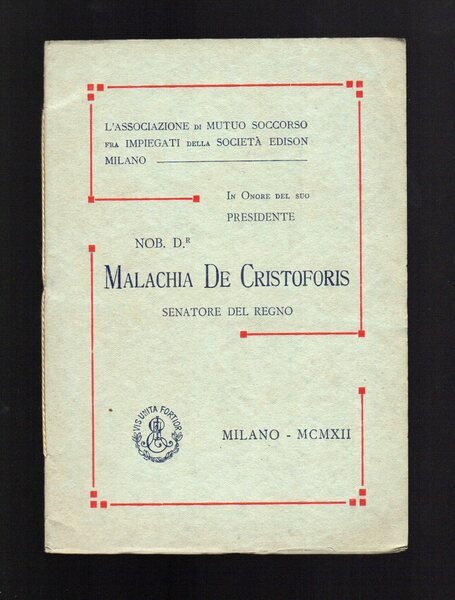 L'ASSOCIAZIONE DI MUTUO SOCCORSO
FRA IMPIEGATI DELLA SOCIETÀ EDISON
MILANO
IN ONORE DEL SUO
PRESIDENTE
NOB. D.R
MALACHIA DE CRISTOFORIS
SENATORE DEL REGNO
VIS UNITA FORTIOR
MILANO - MCMXII